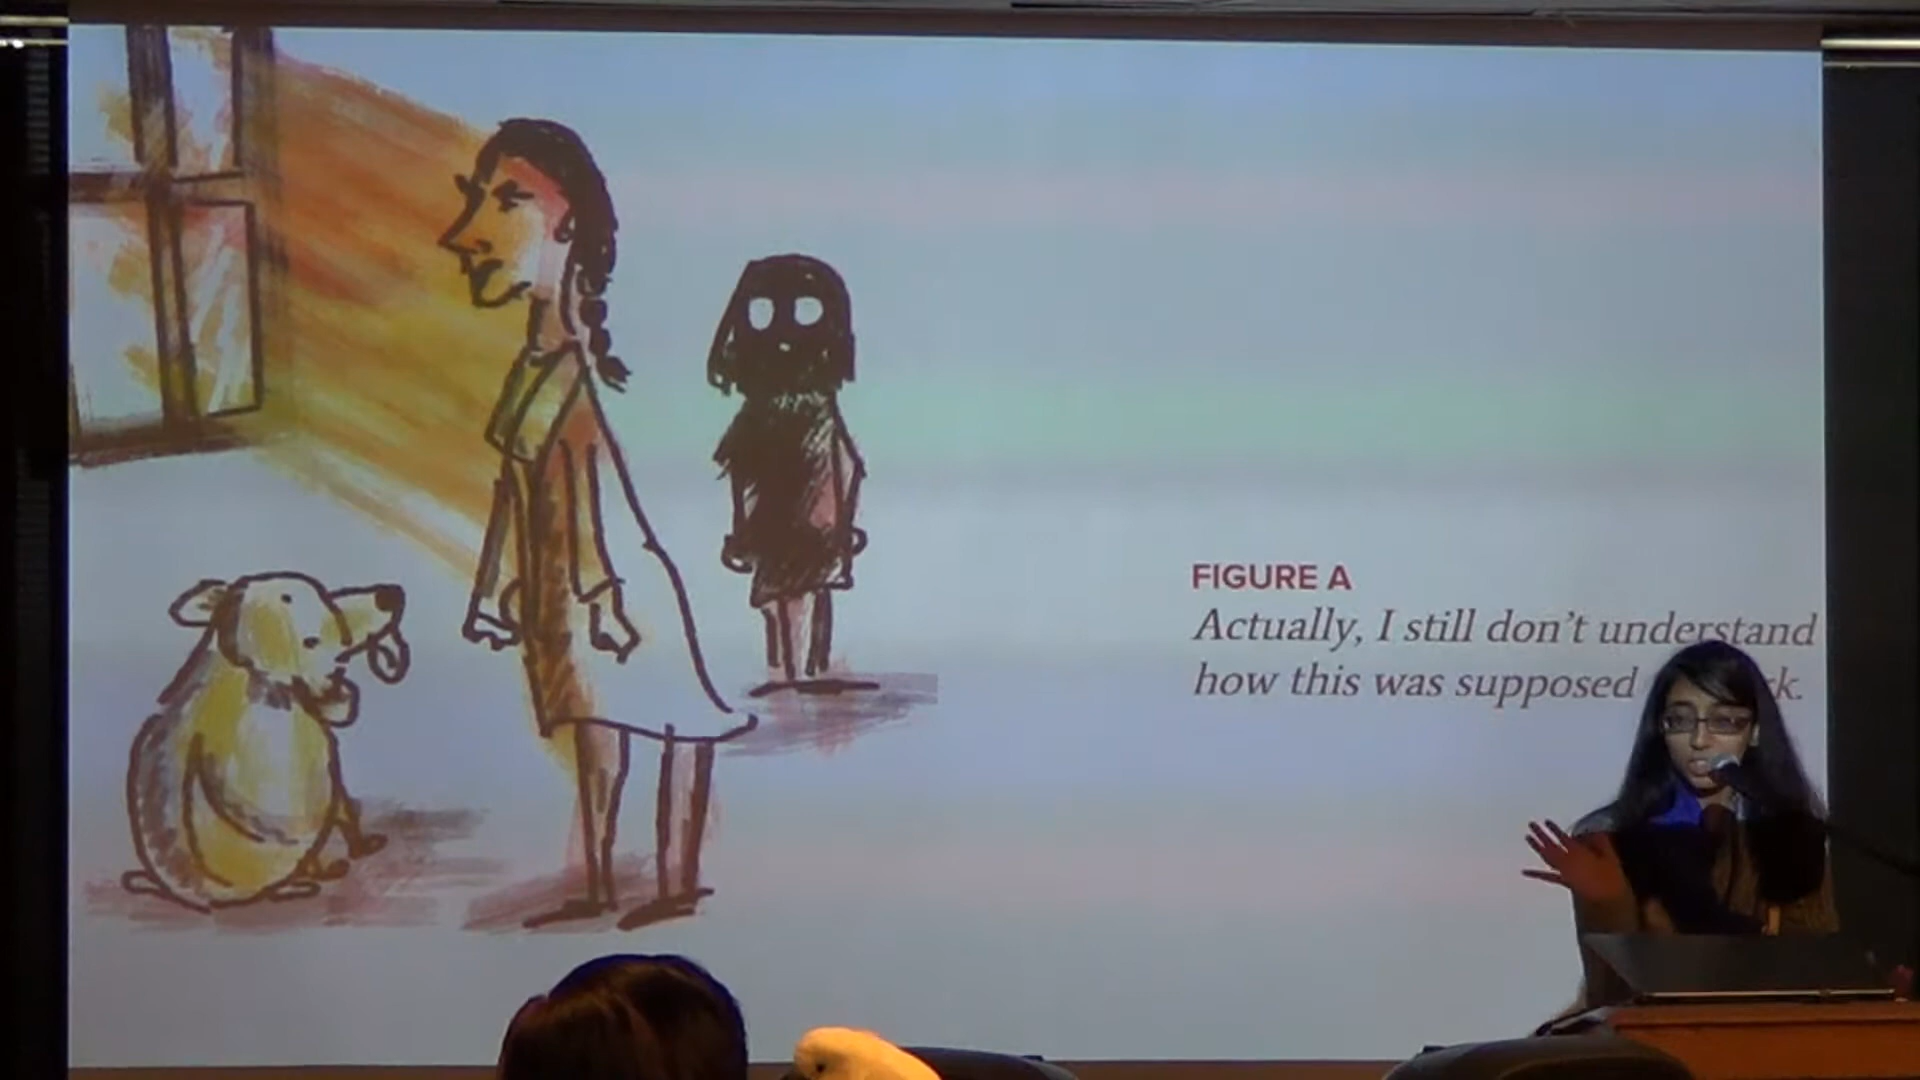 FIGURE A
Actually, I still don't understand
how this was supposed